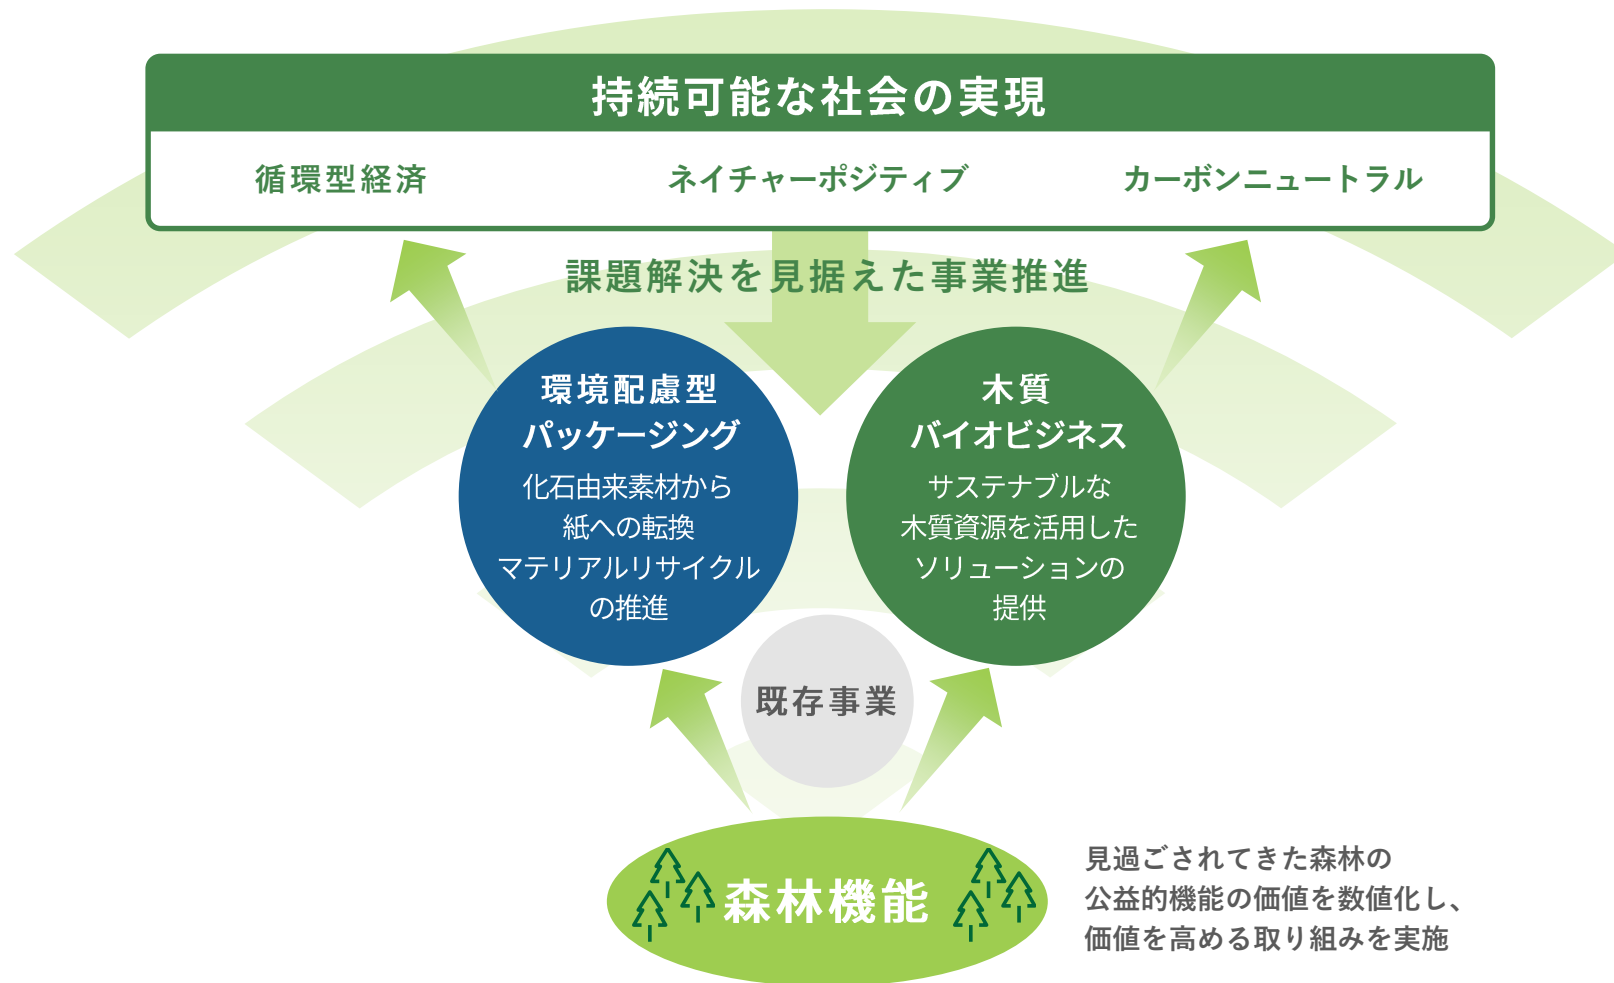 持続可能な社会の実現
循環型経済
ネイチャーポジティブ
カーボンニュートラル
課題解決を見据えた事業推進
環境配慮型
パッケージング
化石由来素材から
紙への転換
マテリアルリサイクル
の推進
木質
バイオビジネス
サステナブルな
木質資源を活用した
ソリューションの
提供
既存事業
森林機能
見過ごされてきた森林の
公益的機能の価値を数値化し、
価値を高める取り組みを実施